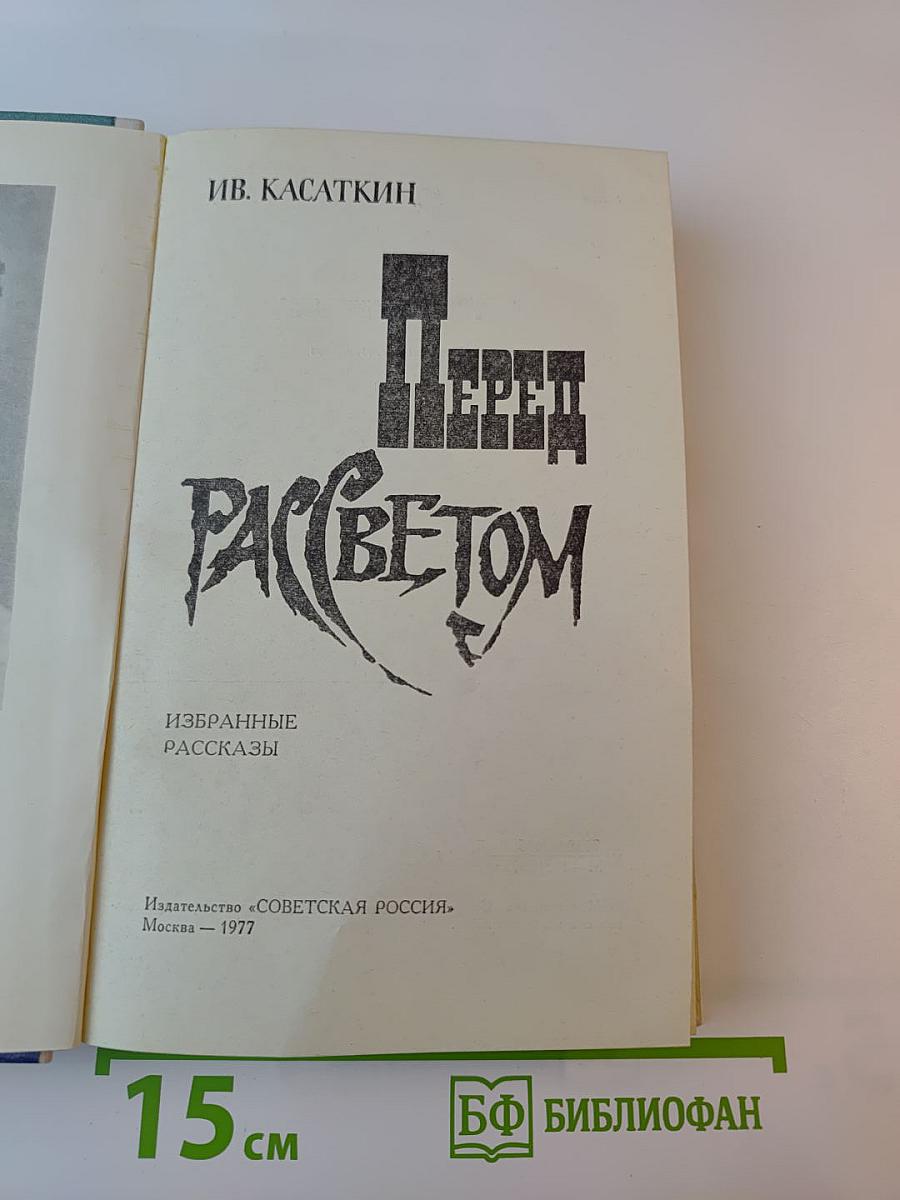 ИВ. КАСАТКИН
ПЕРЕД
РАССВЕТОМ
ИЗБРАННЫЕ
РАССКАЗЫ
Издательство «СОВЕТСКАЯ РОССИЯ»
Москва — 1977
15 см
БФ БИБЛИОФАН